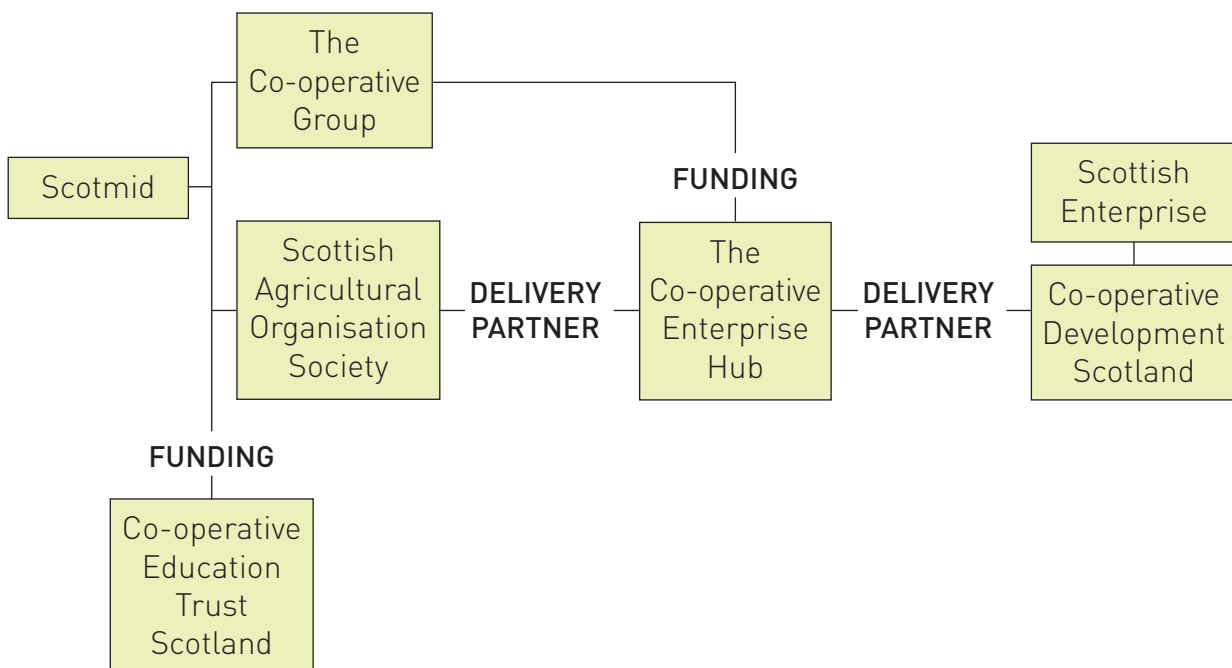 The
Co-operative
Group
Scotmid
FUNDING
Scottish
Enterprise
Scottish
Agricultural
Organisation
Society
DELIVERY
PARTNER
The
Co-operative
Enterprise
Hub
DELIVERY
PARTNER
Co-operative
Development
Scotland
FUNDING
Co-operative
Education
Trust
Scotland